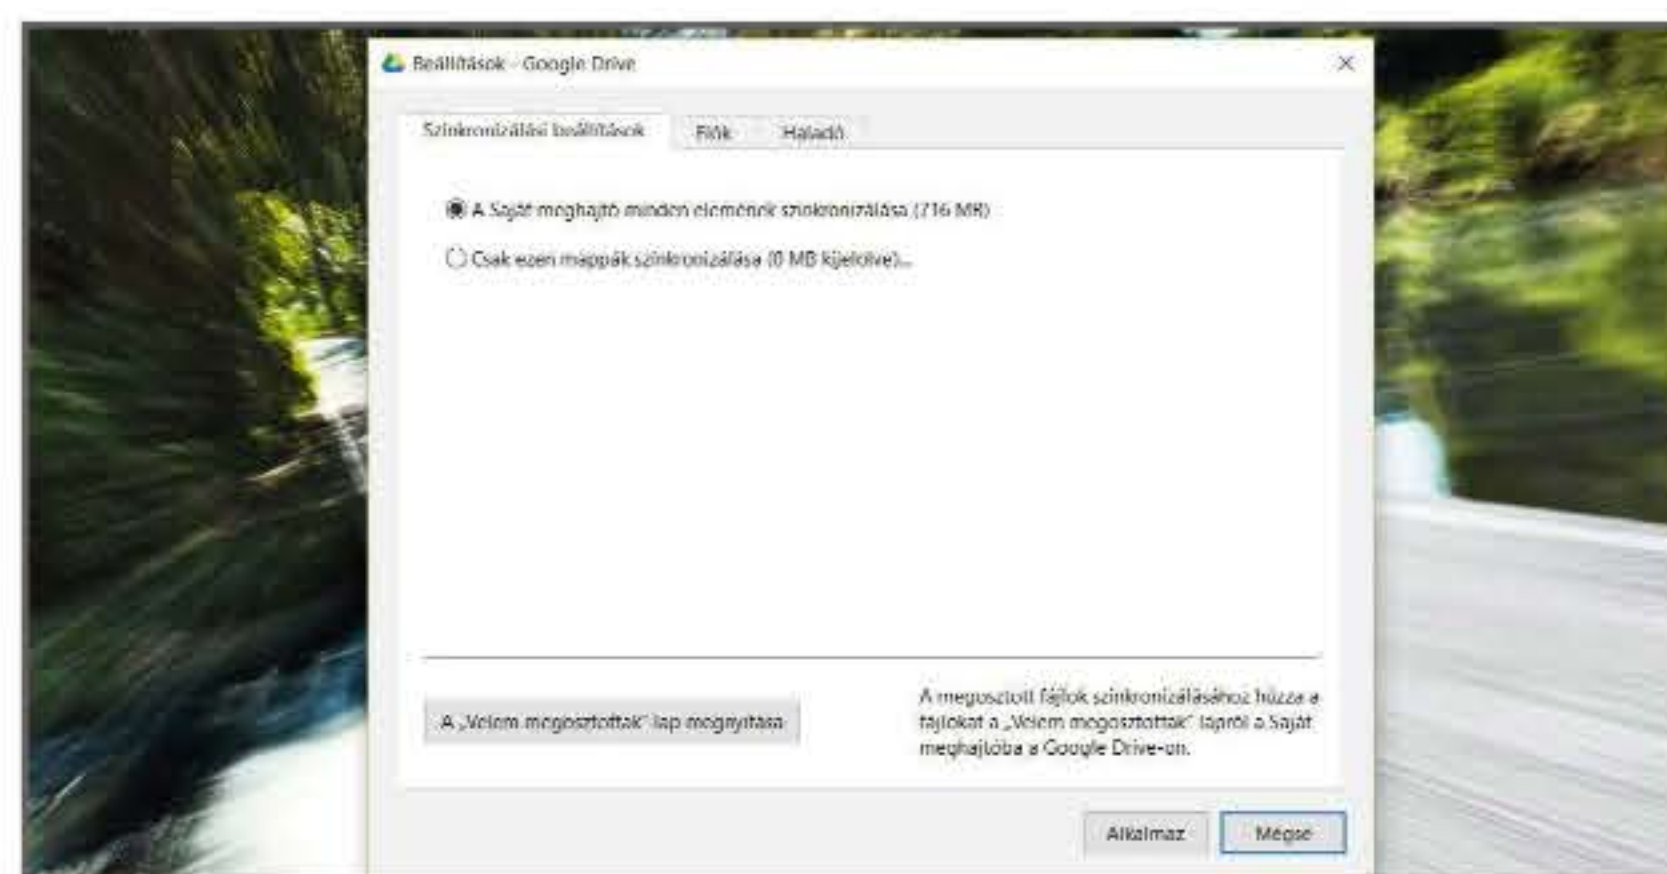 Beállítások - Google Drive
Szinkronizálási beállítások Fiók Haladó
A Saját meghajtó minden elemének szinkronizálása (716 MB)
Csak ezen mappák szinkronizálása (0 MB kijelölve)...
A „Velem megosztottak” lap megnyitása
A megosztott fájlok szinkronizálásához húzza a
fájlokat a „Velem megosztottak” lapról a Saját
meghajtóba a Google Drive-on.
Alkalmaz Mégse